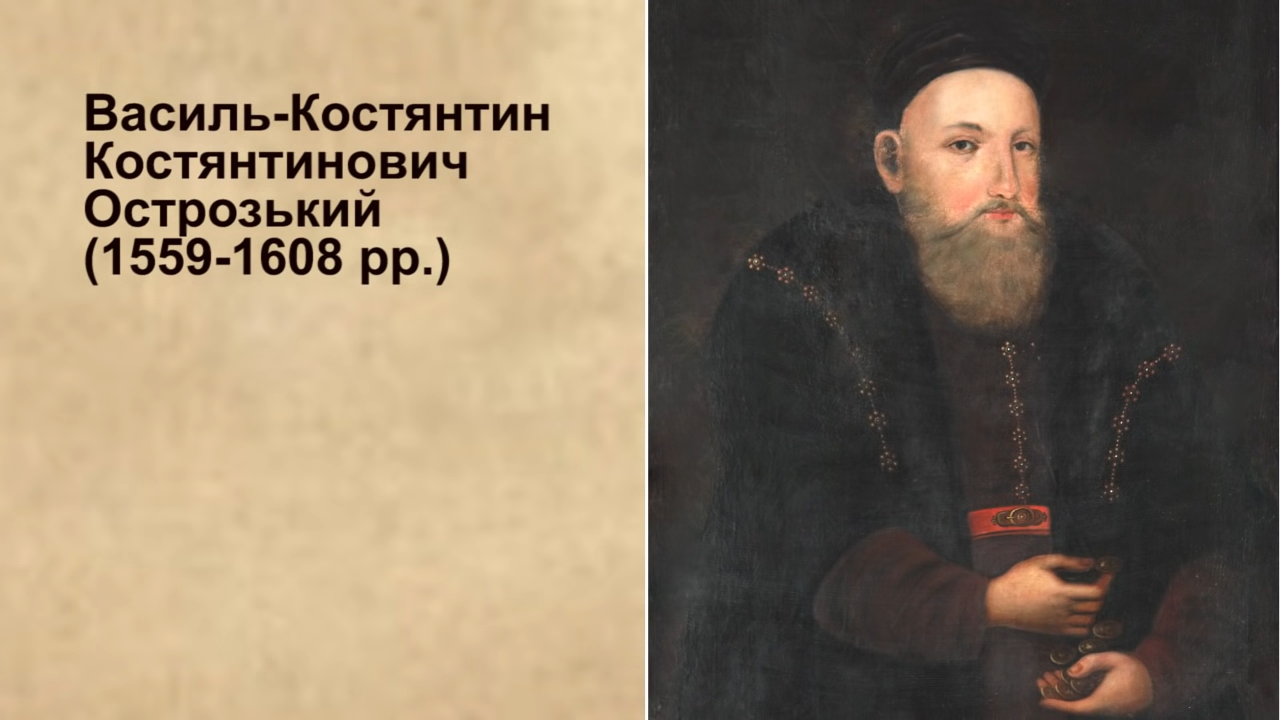 Василь-Костянтин
Костянтинович
Острозький
(1559-1608 рр.)